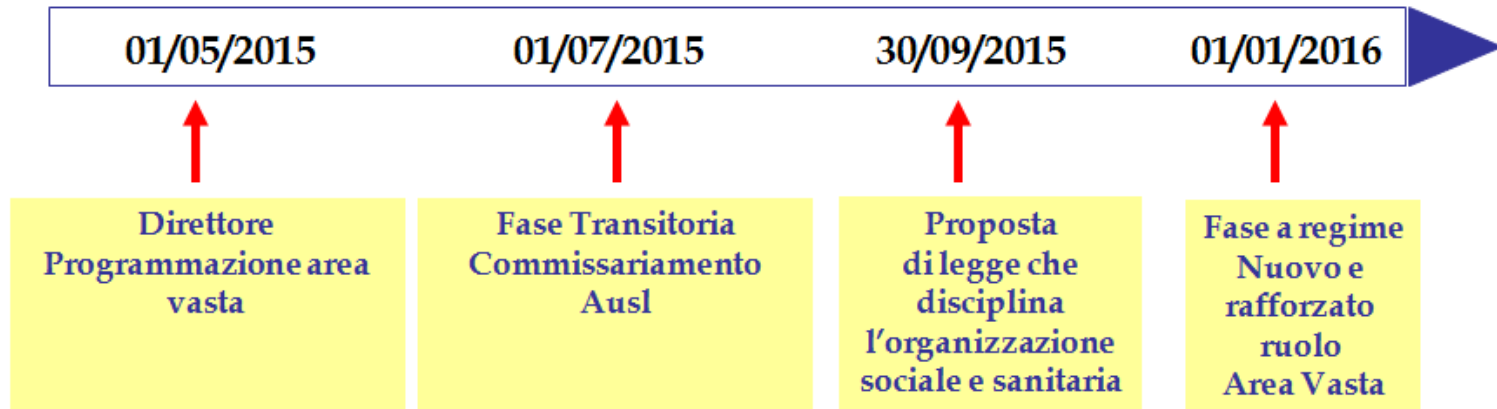 01/05/2015 01/07/2015 30/09/2015 01/01/2016
Direttore
Programmazione area
vasta
Fase Transitoria
Commissariamento
Ausl
Proposta
di legge che
disciplina
l'organizzazione
sociale e sanitaria
Fase a regime
Nuovo e
rafforzato
ruolo
Area Vasta